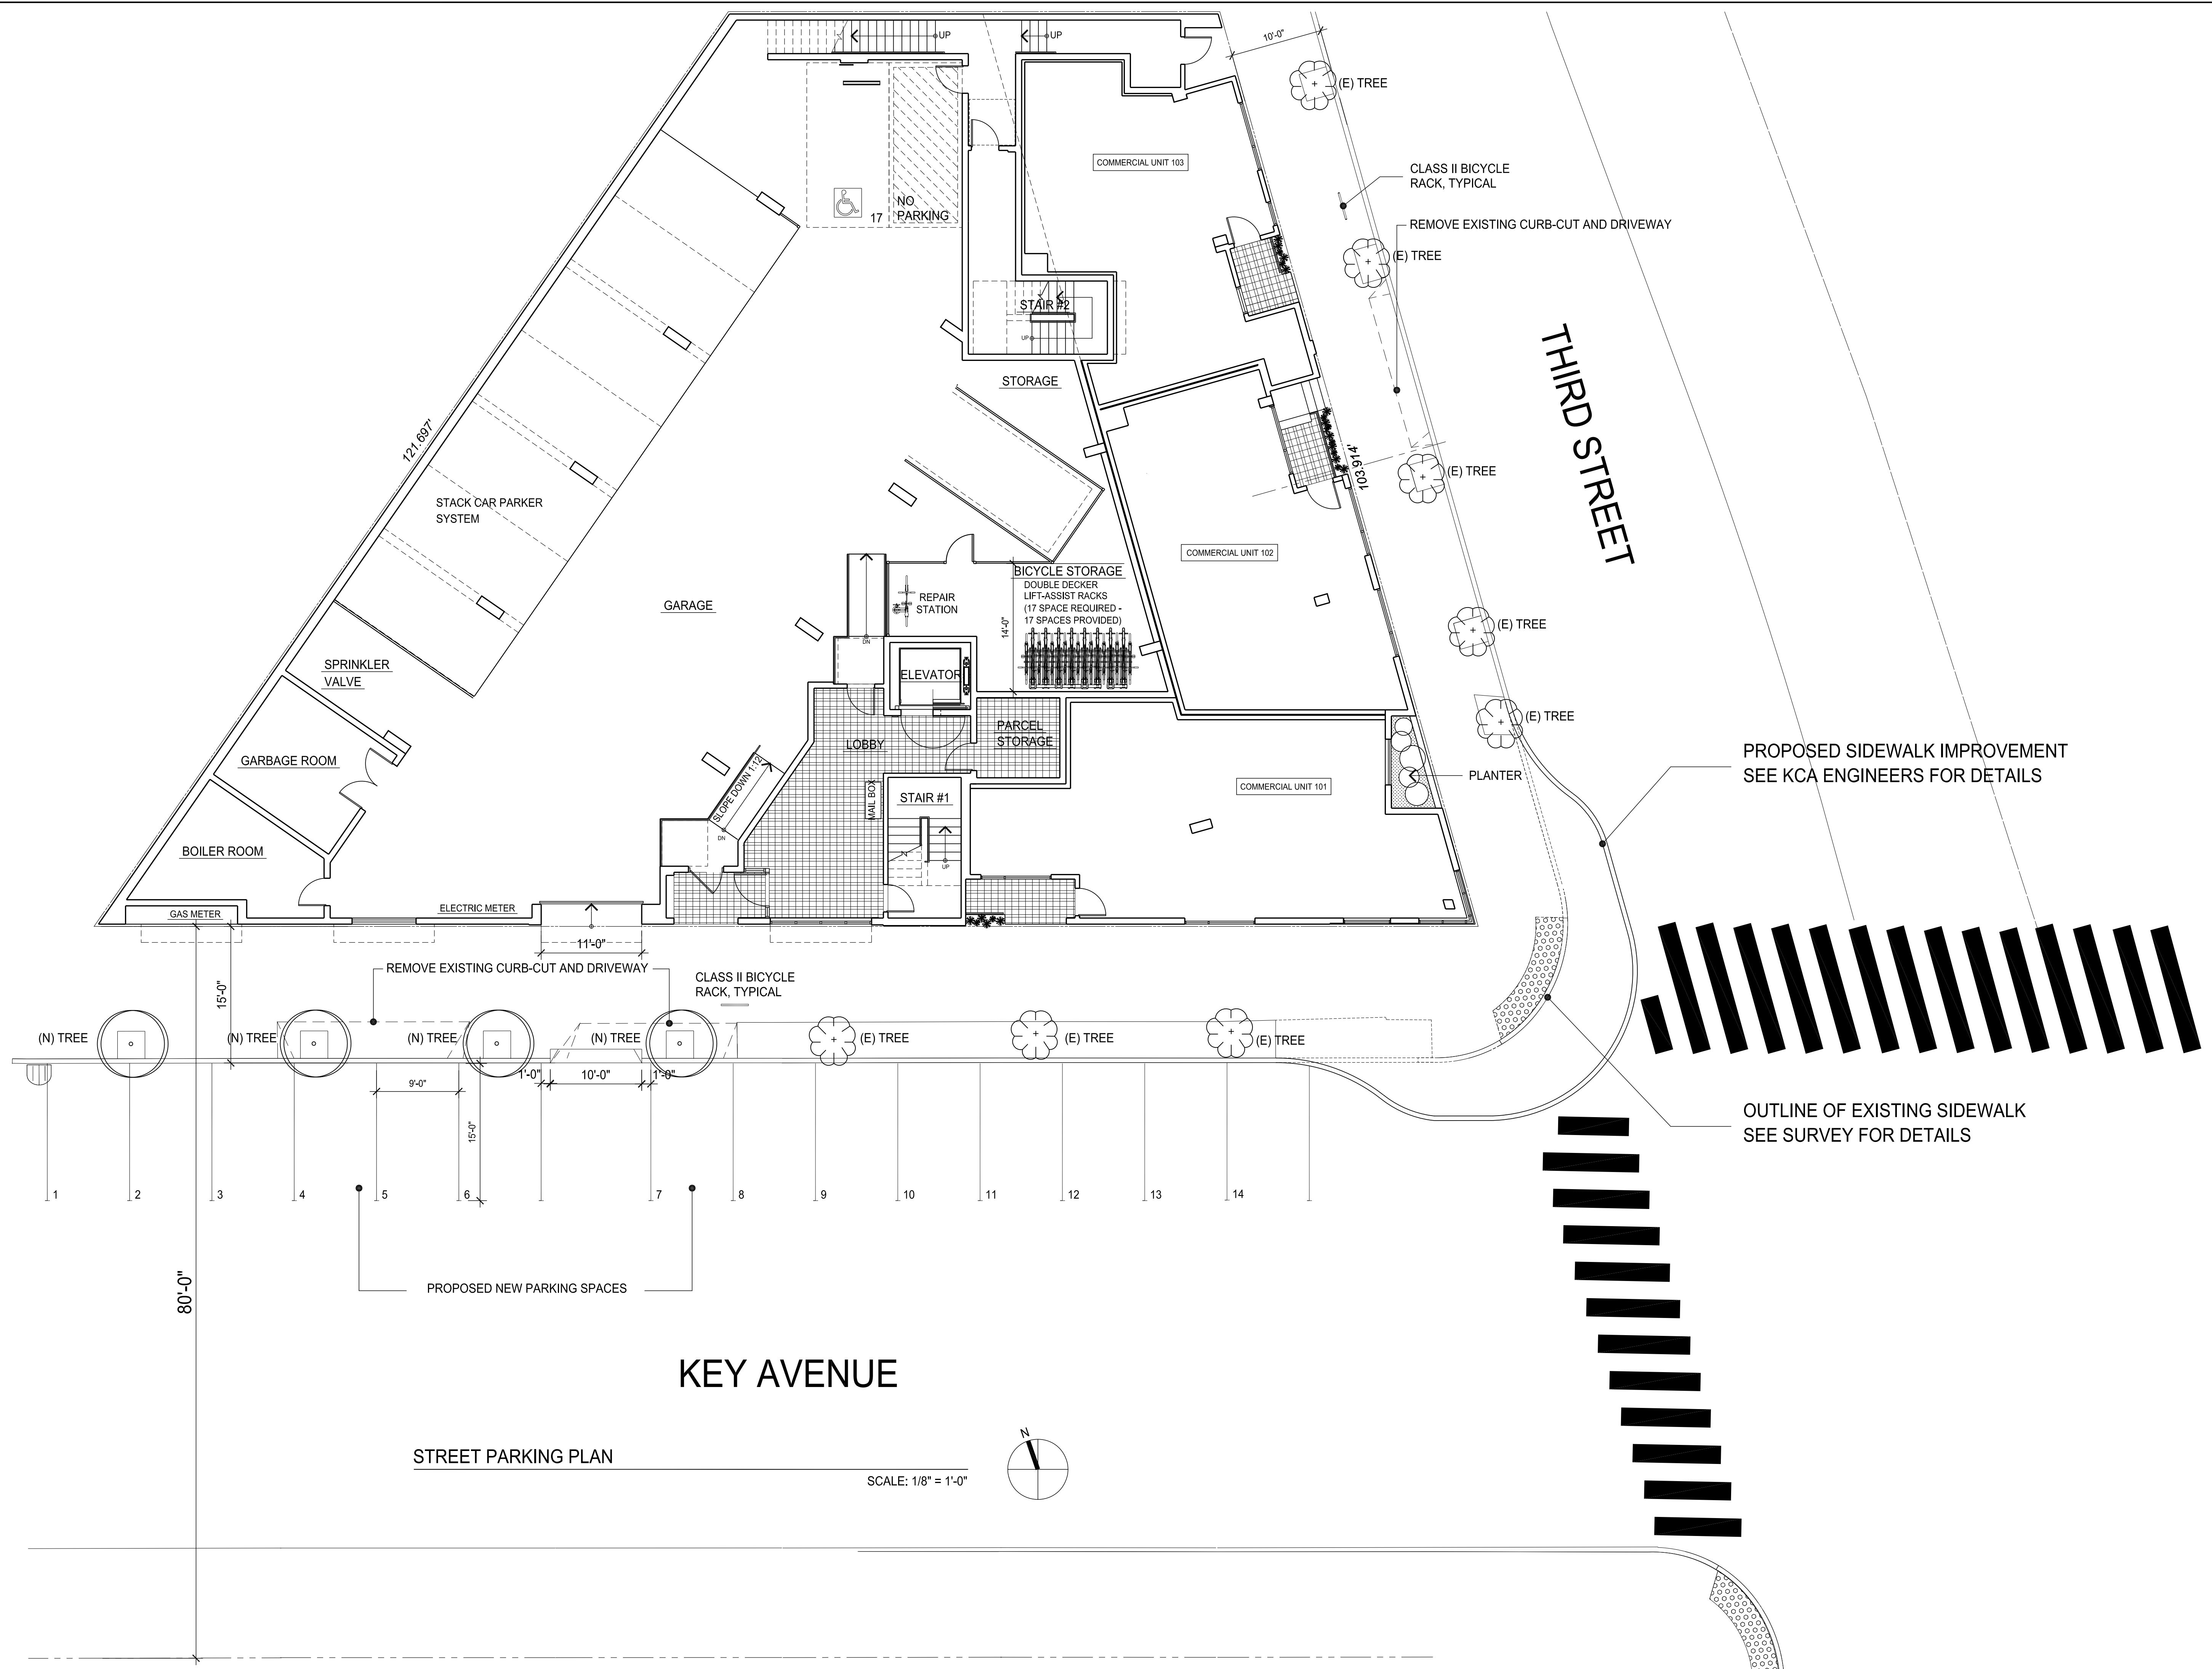 UP
UP
10'-0"
(E) TREE
COMMERCIAL UNIT 103
CLASS II BICYCLE
RACK, TYPICAL
17
NO
PARKING
REMOVE EXISTING CURB-CUT AND DRIVEWAY
(E) TREE
STAIR #2
UP
THIRD STREET
STORAGE
121.697'
103.914'
(E) TREE
STACK CAR PARKER
SYSTEM
COMMERCIAL UNIT 102
GARAGE
REPAIR
STATION
BICYCLE STORAGE
DOUBLE DECKER
LIFT-ASSIST RACKS
(17 SPACE REQUIRED -
17 SPACES PROVIDED)
14'-0"
DN
(E) TREE
SPRINKLER
VALVE
ELEVATOR
(E) TREE
PARCEL
STORAGE
LOBBY
GARBAGE ROOM
SLOPE DOWN 1:12
DN
MAIL BOX
STAIR #1
UP
COMMERCIAL UNIT 101
PLANTER
PROPOSED SIDEWALK IMPROVEMENT
SEE KCA ENGINEERS FOR DETAILS
BOILER ROOM
GAS METER
ELECTRIC METER
11'-0"
REMOVE EXISTING CURB-CUT AND DRIVEWAY
CLASS II BICYCLE
RACK, TYPICAL
15'-0"
(N) TREE
(N) TREE
(N) TREE
(N) TREE
(E) TREE
(E) TREE
(E) TREE
9'-0"
1'-0"
10'-0"
1'-0"
15'-0"
OUTLINE OF EXISTING SIDEWALK
SEE SURVEY FOR DETAILS
1
2
3
4
5
6
7
8
9
10
11
12
13
14
80'-0"
PROPOSED NEW PARKING SPACES
KEY AVENUE
STREET PARKING PLAN
SCALE: 1/8" = 1'-0"
N